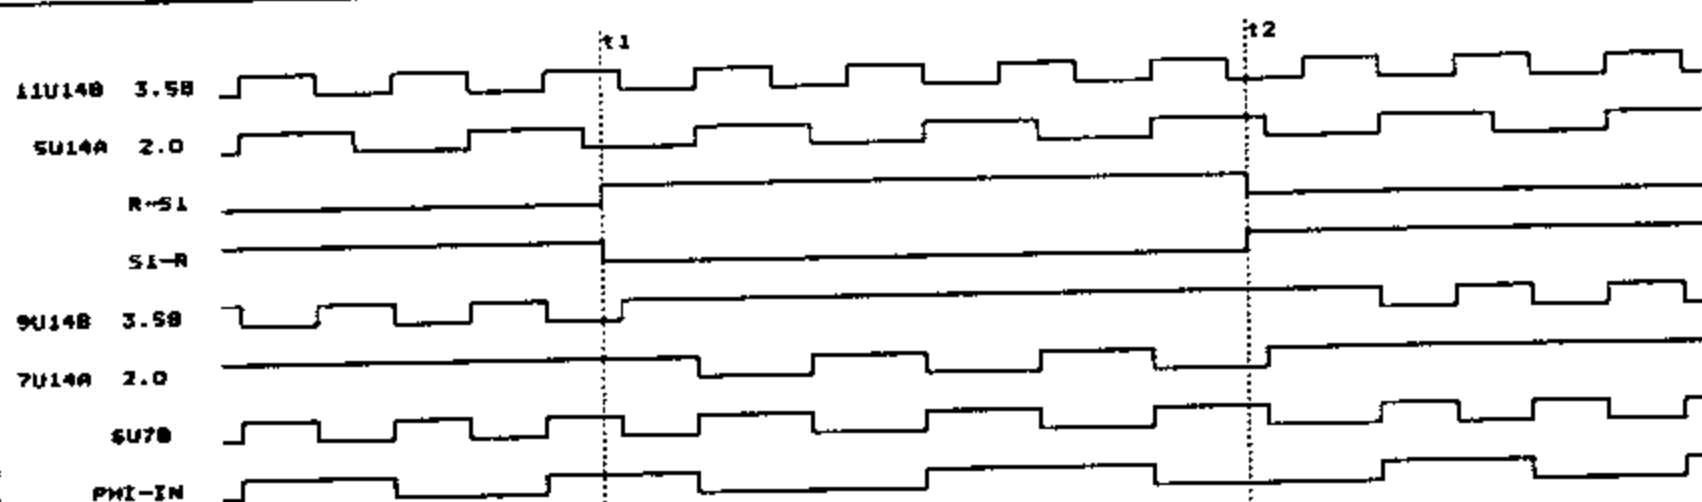 t1
t2
11U14B 3.58
5U14A 2.0
R-S1
S1-R
9U14B 3.58
7U14A 2.0
6U7B
PHI-IN